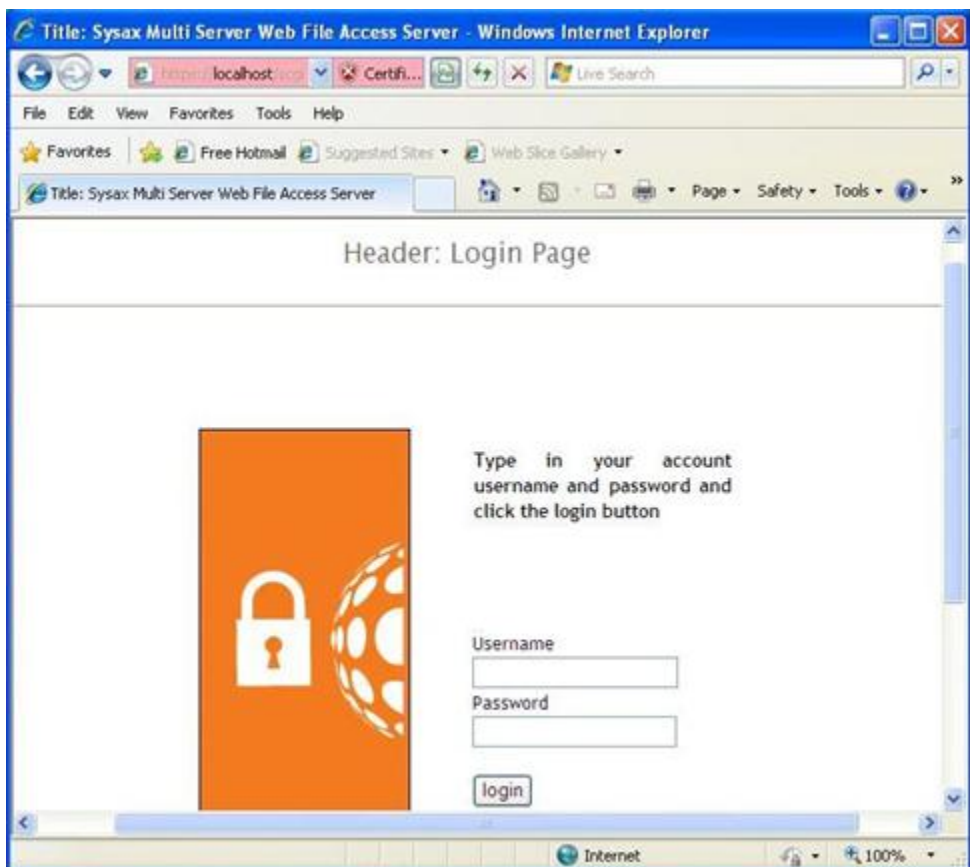 Title: Sysax Multi Server Web File Access Server - Windows Internet Explorer
localhost
Certifi...
Live Search
File Edit View Favorites Tools Help
Favorites Free Hotmail Suggested Sites Web Slice Gallery
Title: Sysax Multi Server Web File Access Server
Page Safety Tools
Header: Login Page
Type in your account
username and password and
click the login button
Username
Password
login
Internet
100%